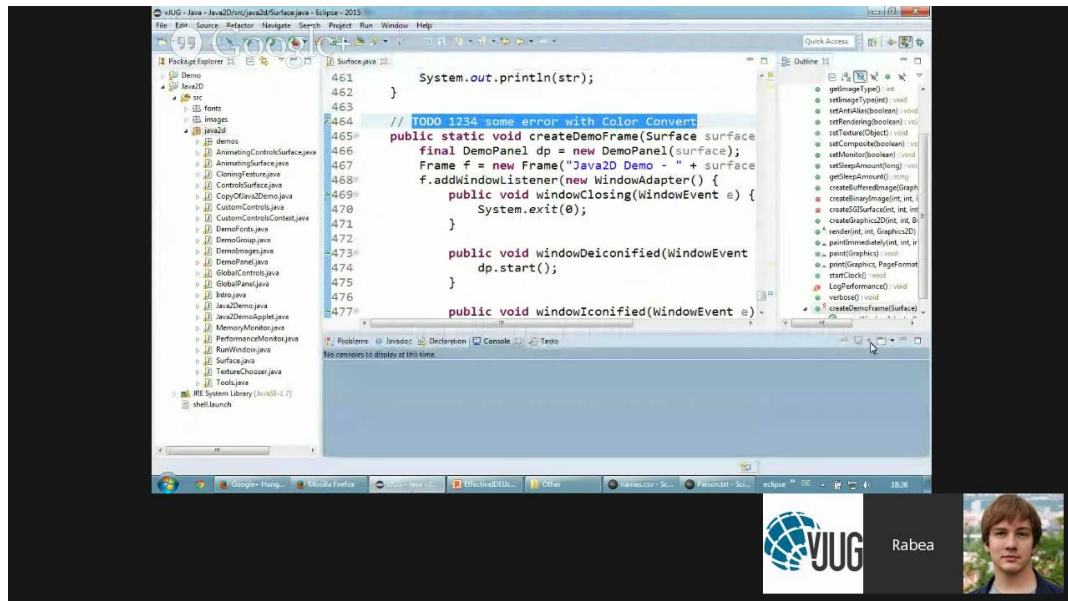 vJUG - Java - Java2D/src/java2d/Surface.java - Eclipse - 2015
File Edit Source Refactor Navigate Search Project Run Window Help
Google+
Quick Access
Package Explorer
Demo
Java2D
src
fonts
images
java2d
demos
AnimatingControlsSurface.java
AnimatingSurface.java
CloningFeature.java
ControlsSurface.java
CopyOfJava2Demo.java
CustomControls.java
CustomControlsContext.java
DemoFonts.java
DemoGroup.java
DemoImages.java
DemoPanel.java
GlobalControls.java
GlobalPanel.java
Intro.java
Java2Demo.java
Java2DemoApplet.java
MemoryMonitor.java
PerformanceMonitor.java
RunWindow.java
Surface.java
TextureChooser.java
Tools.java
JRE System Library [JavaSE-1.7]
shell.launch
Surface.java
461 System.out.println(str);
462 }
463
464 // TODO 1234 some error with Color Convert
465 public static void createDemoFrame(Surface surface
466 final DemoPanel dp = new DemoPanel(surface);
467 Frame f = new Frame("Java2D Demo - " + surface
468 f.addWindowListener(new WindowAdapter() {
469 public void windowClosing(WindowEvent e) {
470 System.exit(0);
471 }
472
473 public void windowDeiconified(WindowEvent
474 dp.start();
475 }
476
477 public void windowIconified(WindowEvent e)
Outline
getImageType() : int
setImageType(int) : void
setAntiAlias(boolean) : void
setRendering(boolean) : vo
setTexture(Object) : void
setComposite(boolean) : vo
setMonitor(boolean) : void
setSleepAmount(long) : voi
getSleepAmount() : long
createBufferedImage(Graph
createBinaryImage(int, int, i
createSGISurface(int, int, int
createGraphics2D(int, int, B
render(int, int, Graphics2D)
paintImmediately(int, int, ir
paint(Graphics) : void
print(Graphics, PageFormat
startClock() : void
LogPerformance() : void
verbose() : void
createDemoFrame(Surface)
Problems Javadoc Declaration Console Tasks
No consoles to display at this time.
Google+ Hang... Mozilla Firefox vJUG - Java - J... EffectiveIDEUs... Other names.csv - Sc... Person.txt - Sci... eclipse DE 18:26
VJUG
Rabea